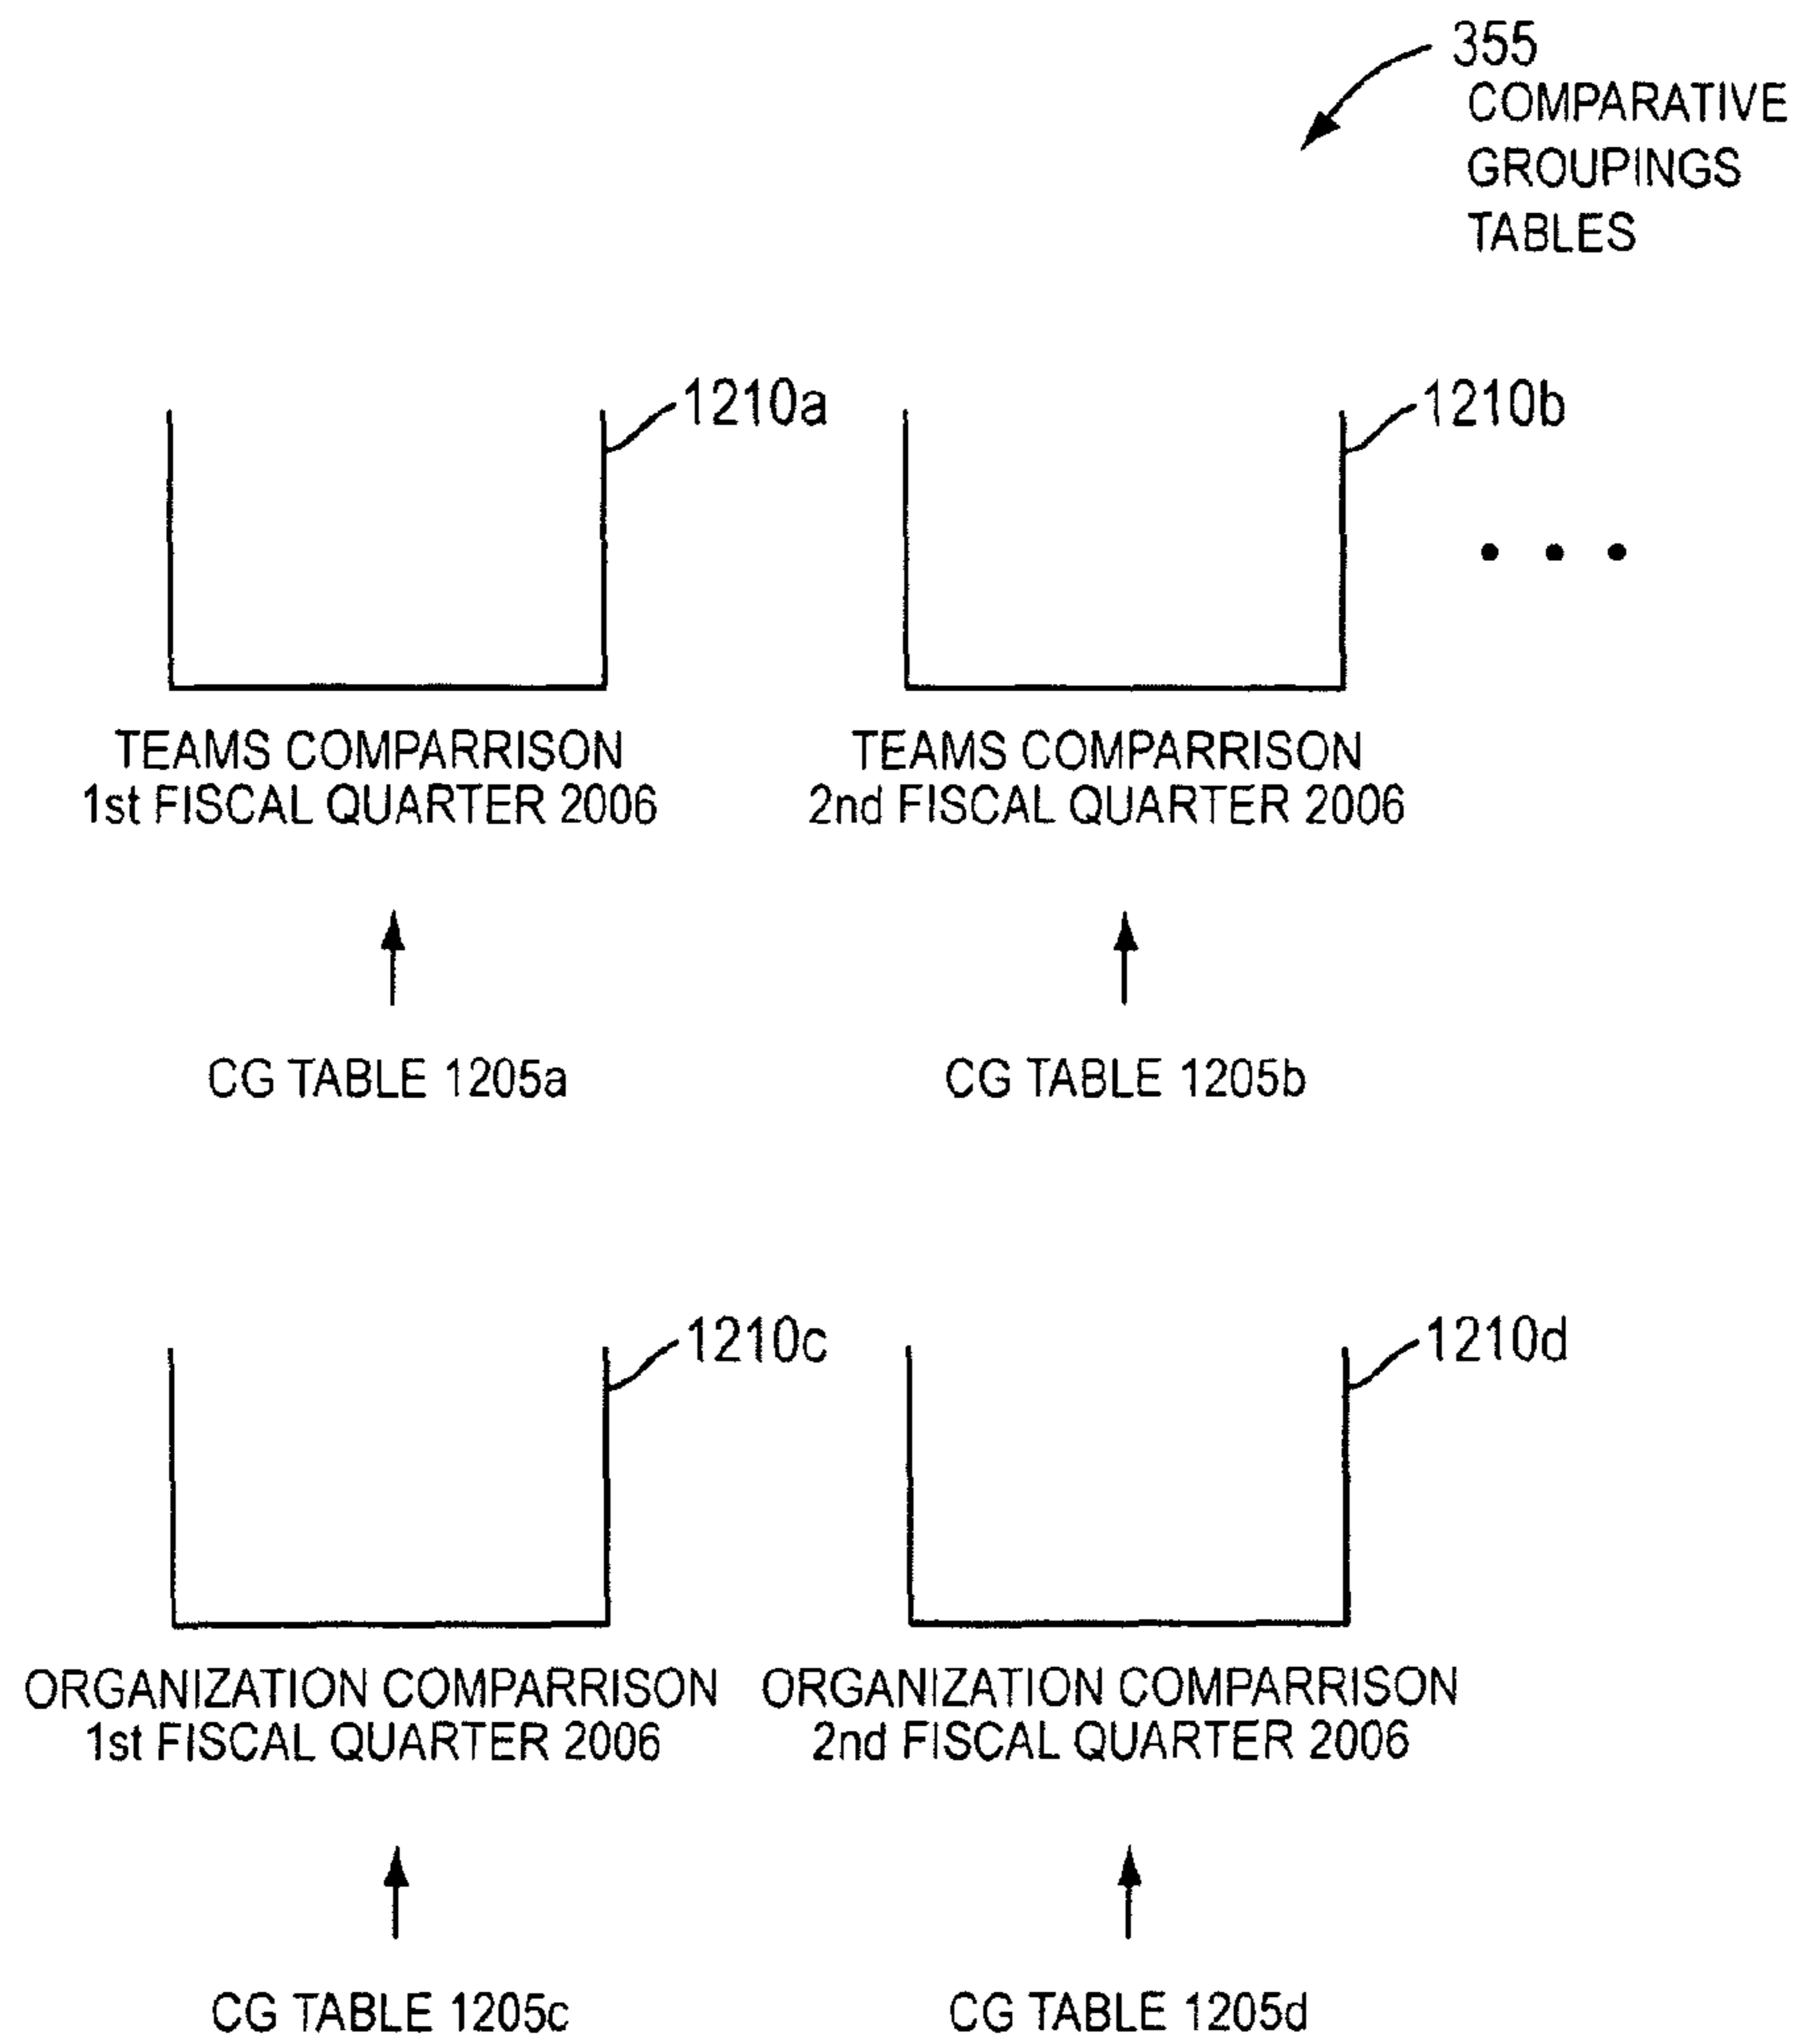 355
COMPARATIVE
GROUPINGS
TABLES
1210a
1210b
TEAMS COMPARRISON
1st FISCAL QUARTER 2006
TEAMS COMPARRISON
2nd FISCAL QUARTER 2006
CG TABLE 1205a
CG TABLE 1205b
1210c
1210d
ORGANIZATION COMPARRISON
1st FISCAL QUARTER 2006
ORGANIZATION COMPARRISON
2nd FISCAL QUARTER 2006
CG TABLE 1205c
CG TABLE 1205d